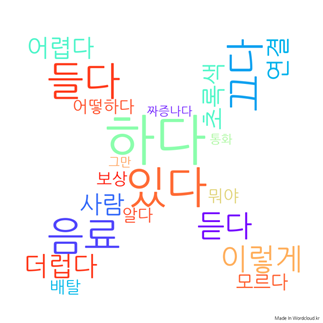 어렵다
연결
끄다
들다
초록색
어떻하다
짜증나다
하다
통화
그만
보상
있다
사람
뭐야
알다
음료
듣다
이렇게
더럽다
배탈
모르다
Made in Wordcloud.kr